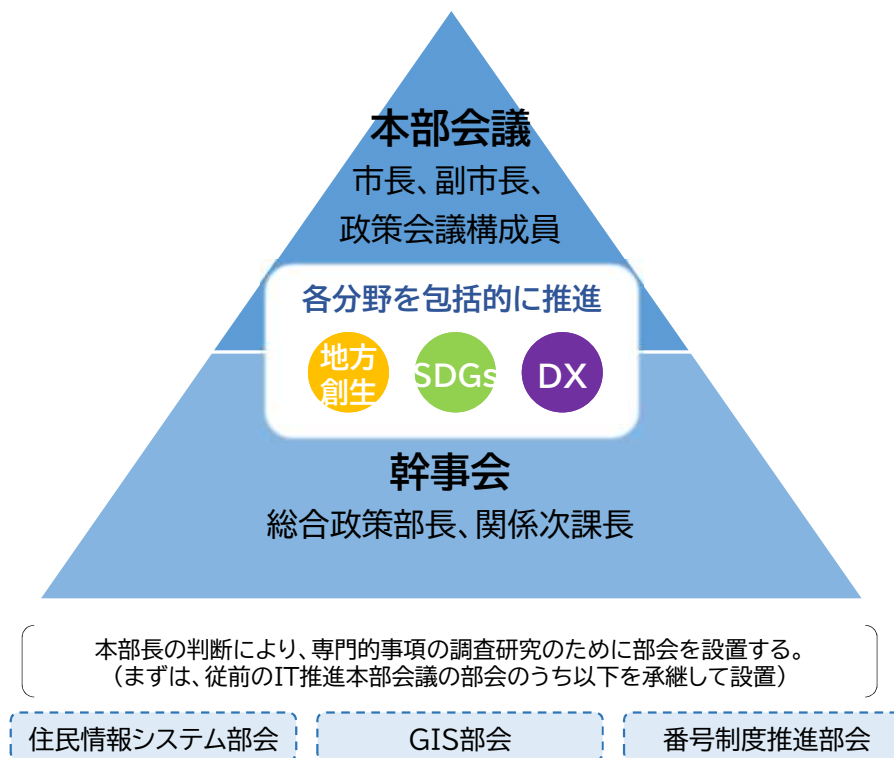 本部会議
市長、副市長、
政策会議構成員
各分野を包括的に推進
地方
創生
SDGs
DX
幹事会
総合政策部長、関係次課長
本部長の判断により、専門的事項の調査研究のために部会を設置する。
（まずは、従前のIT推進本部会議の部会のうち以下を承継して設置）
住民情報システム部会
GIS部会
番号制度推進部会